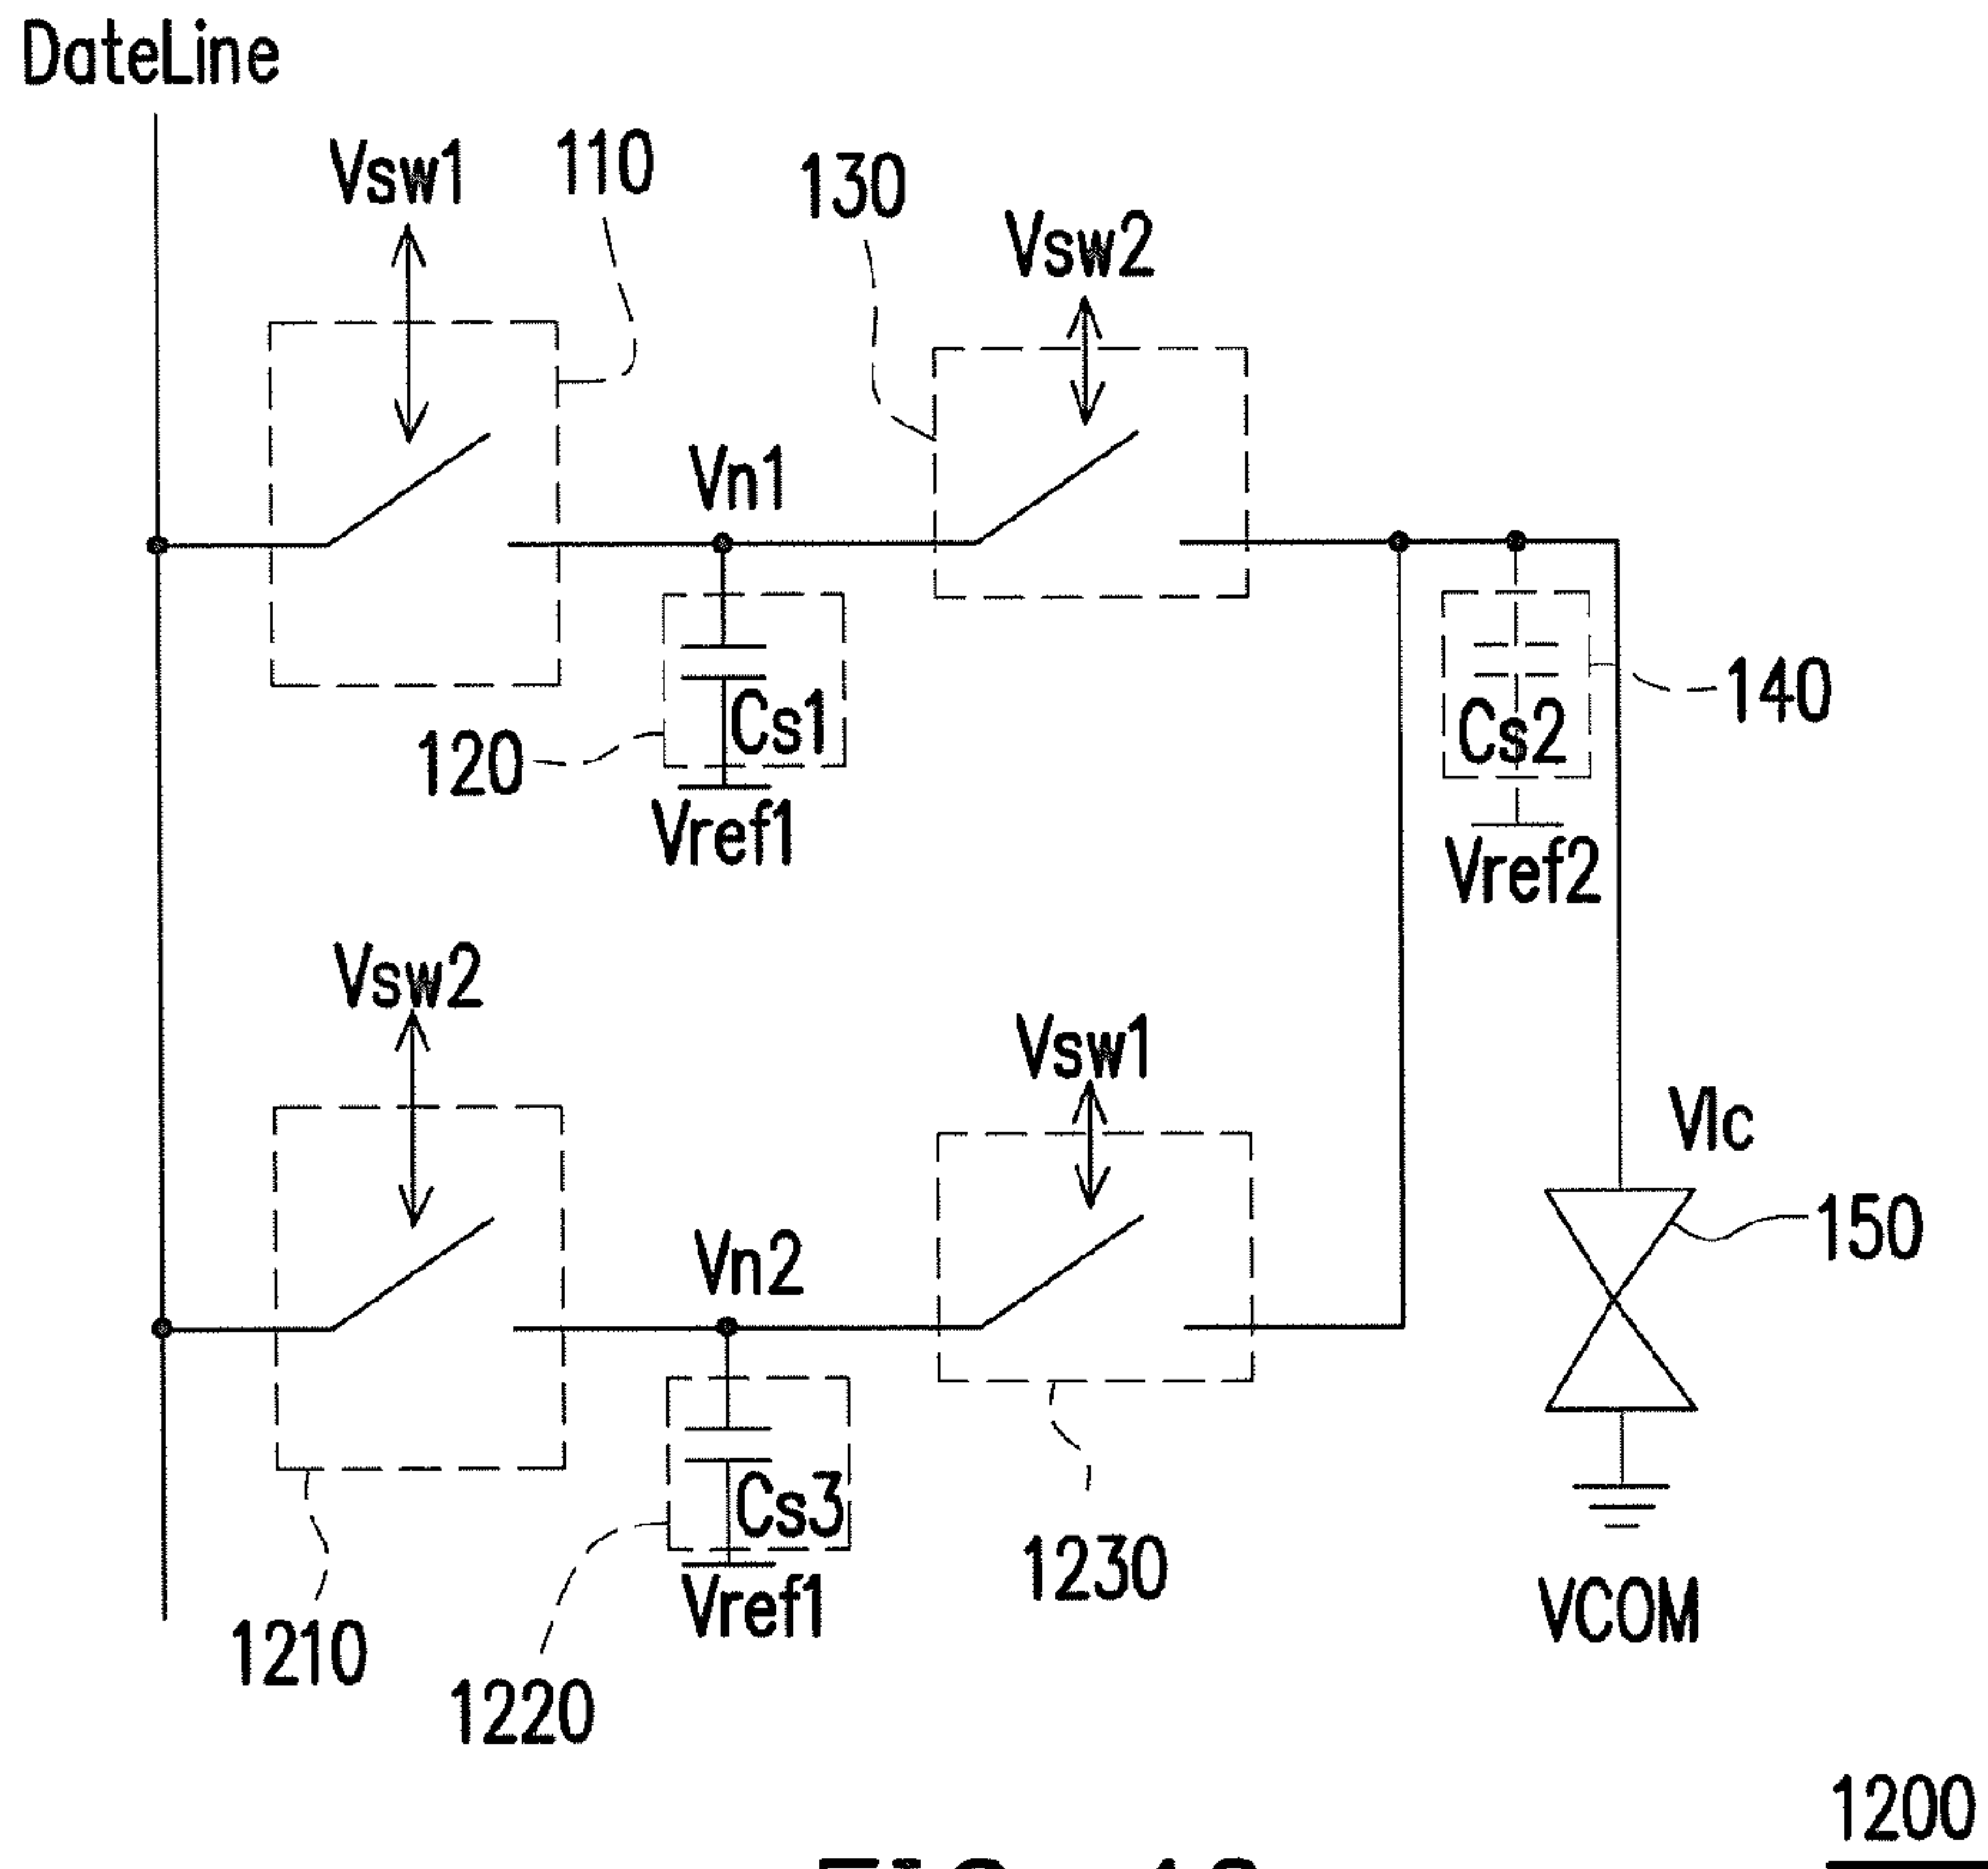 DateLine
Vsw1
110
130
Vsw2
Vn1
Cs1
120
Vref1
Cs2
140
Vref2
Vsw2
Vsw1
Vlc
150
Vn2
Cs3
Vref1
1210
1220
1230
VCOM
1200